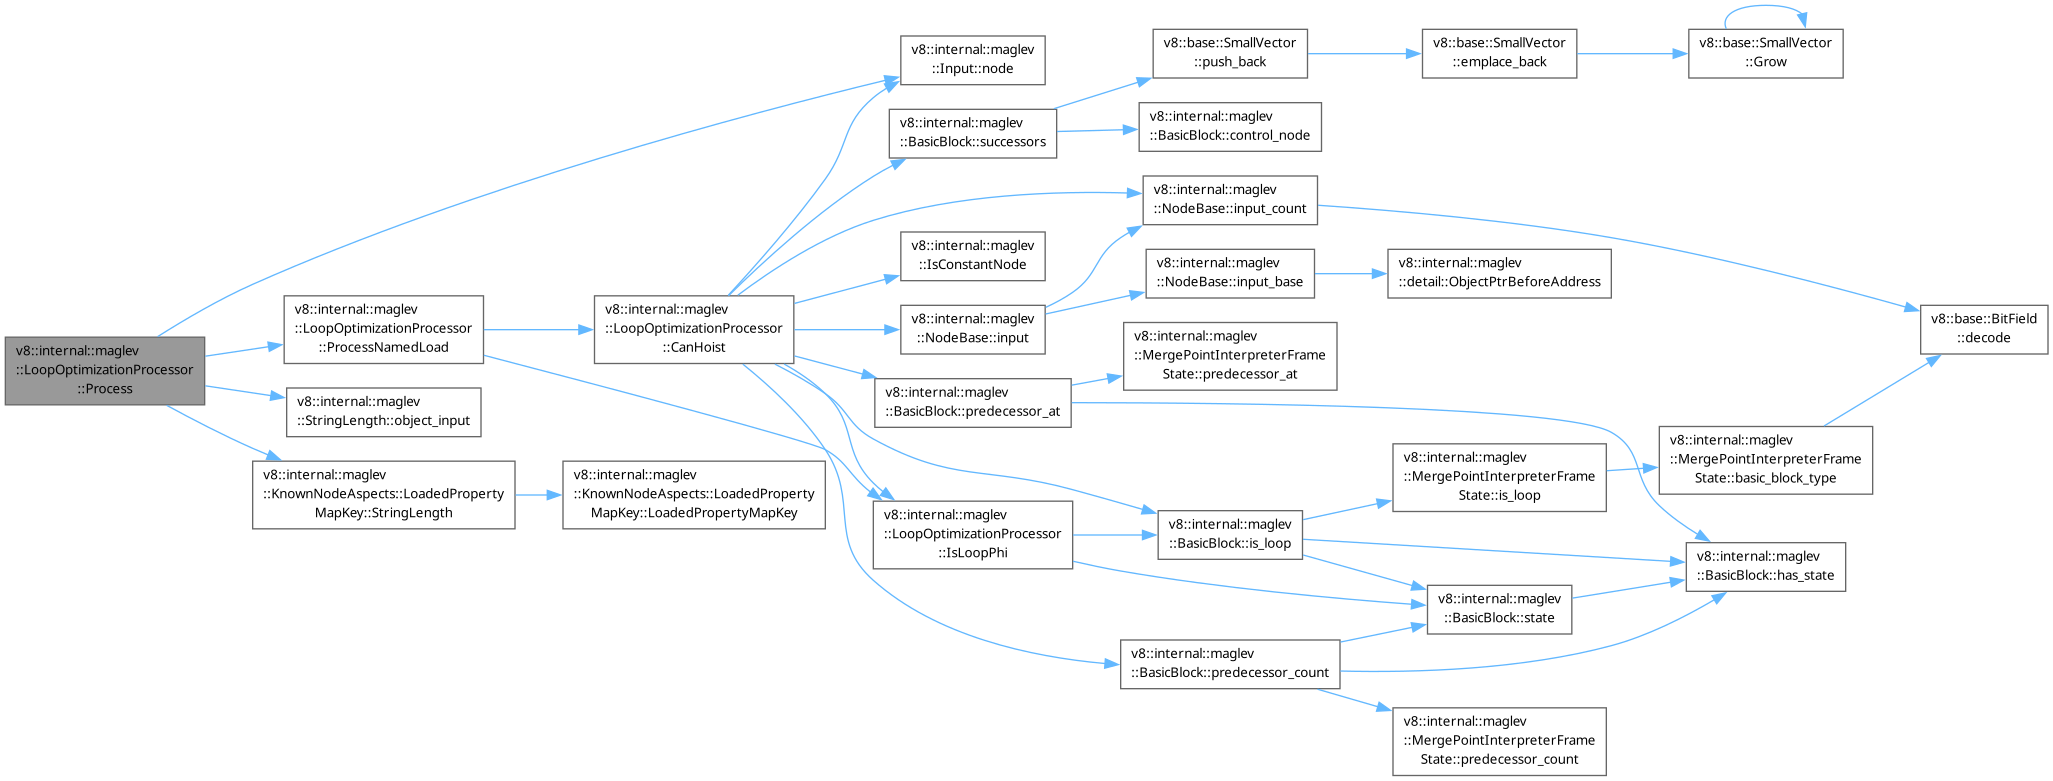 v8::internal::maglev
::LoopOptimizationProcessor
::Process
v8::internal::maglev
::Input::node
v8::internal::maglev
::LoopOptimizationProcessor
::ProcessNamedLoad
v8::internal::maglev
::LoopOptimizationProcessor
::CanHoist
v8::internal::maglev
::BasicBlock::successors
v8::base::SmallVector
::push_back
v8::base::SmallVector
::emplace_back
v8::base::SmallVector
::Grow
v8::internal::maglev
::BasicBlock::control_node
v8::internal::maglev
::NodeBase::input_count
v8::base::BitField
::decode
v8::internal::maglev
::IsConstantNode
v8::internal::maglev
::NodeBase::input
v8::internal::maglev
::NodeBase::input_base
v8::internal::maglev
::detail::ObjectPtrBeforeAddress
v8::internal::maglev
::BasicBlock::predecessor_at
v8::internal::maglev
::MergePointInterpreterFrame
State::predecessor_at
v8::internal::maglev
::LoopOptimizationProcessor
::IsLoopPhi
v8::internal::maglev
::BasicBlock::is_loop
v8::internal::maglev
::MergePointInterpreterFrame
State::is_loop
v8::internal::maglev
::MergePointInterpreterFrame
State::basic_block_type
v8::internal::maglev
::BasicBlock::has_state
v8::internal::maglev
::BasicBlock::state
v8::internal::maglev
::BasicBlock::predecessor_count
v8::internal::maglev
::MergePointInterpreterFrame
State::predecessor_count
v8::internal::maglev
::StringLength::object_input
v8::internal::maglev
::KnownNodeAspects::LoadedProperty
MapKey::StringLength
v8::internal::maglev
::KnownNodeAspects::LoadedProperty
MapKey::LoadedPropertyMapKey